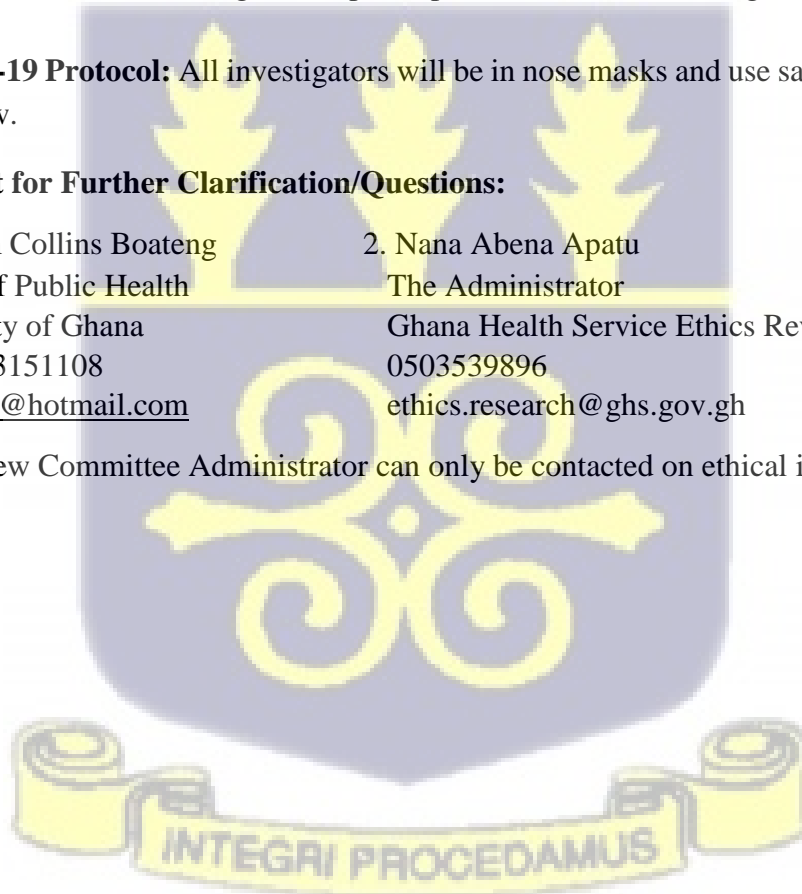 -19 Protocol: All investigators will be in nose masks and use sa
v.
t for Further Clarification/Questions:
Collins Boateng 2. Nana Abena Apatu
f Public Health The Administrator
ty of Ghana Ghana Health Service Ethics Rev
3151108 0503539896
@hotmail.com ethics.research@ghs.gov.gh
ew Committee Administrator can only be contacted on ethical i
INTEGRI PROCEDAMUS